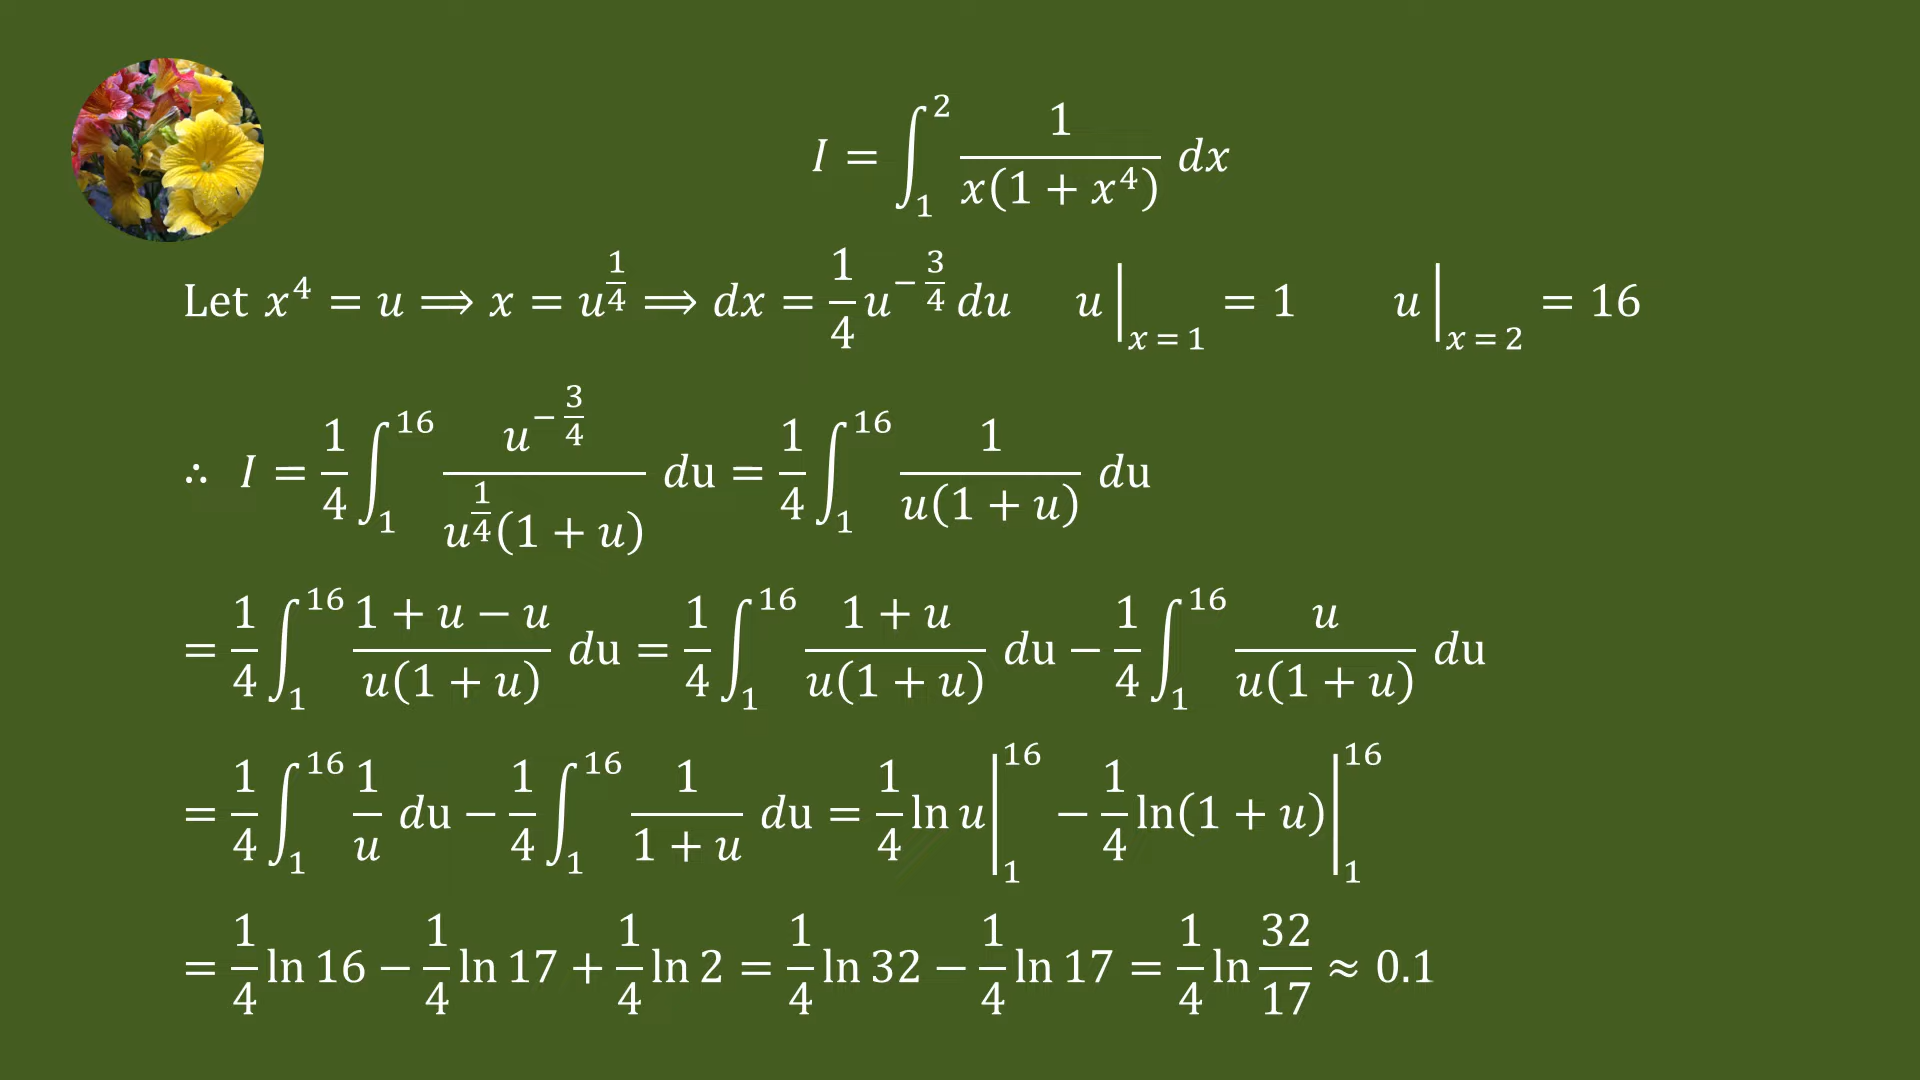 I = ∫₁² 1/(x(1 + x⁴)) dx
Let x⁴ = u ⟹ x = u^(1/4) ⟹ dx = 1/4 u^(−3/4) du   u|ₓ ₌ ₁ = 1   u|ₓ ₌ ₂ = 16
∴ I = 1/4 ∫₁¹⁶ u^(−3/4)/(u^(1/4)(1 + u)) du = 1/4 ∫₁¹⁶ 1/(u(1 + u)) du
= 1/4 ∫₁¹⁶ (1 + u − u)/(u(1 + u)) du = 1/4 ∫₁¹⁶ (1 + u)/(u(1 + u)) du − 1/4 ∫₁¹⁶ u/(u(1 + u)) du
= 1/4 ∫₁¹⁶ 1/u du − 1/4 ∫₁¹⁶ 1/(1 + u) du = 1/4 ln u|₁¹⁶ − 1/4 ln(1 + u)|₁¹⁶
= 1/4 ln 16 − 1/4 ln 17 + 1/4 ln 2 = 1/4 ln 32 − 1/4 ln 17 = 1/4 ln 32/17 ≈ 0.1